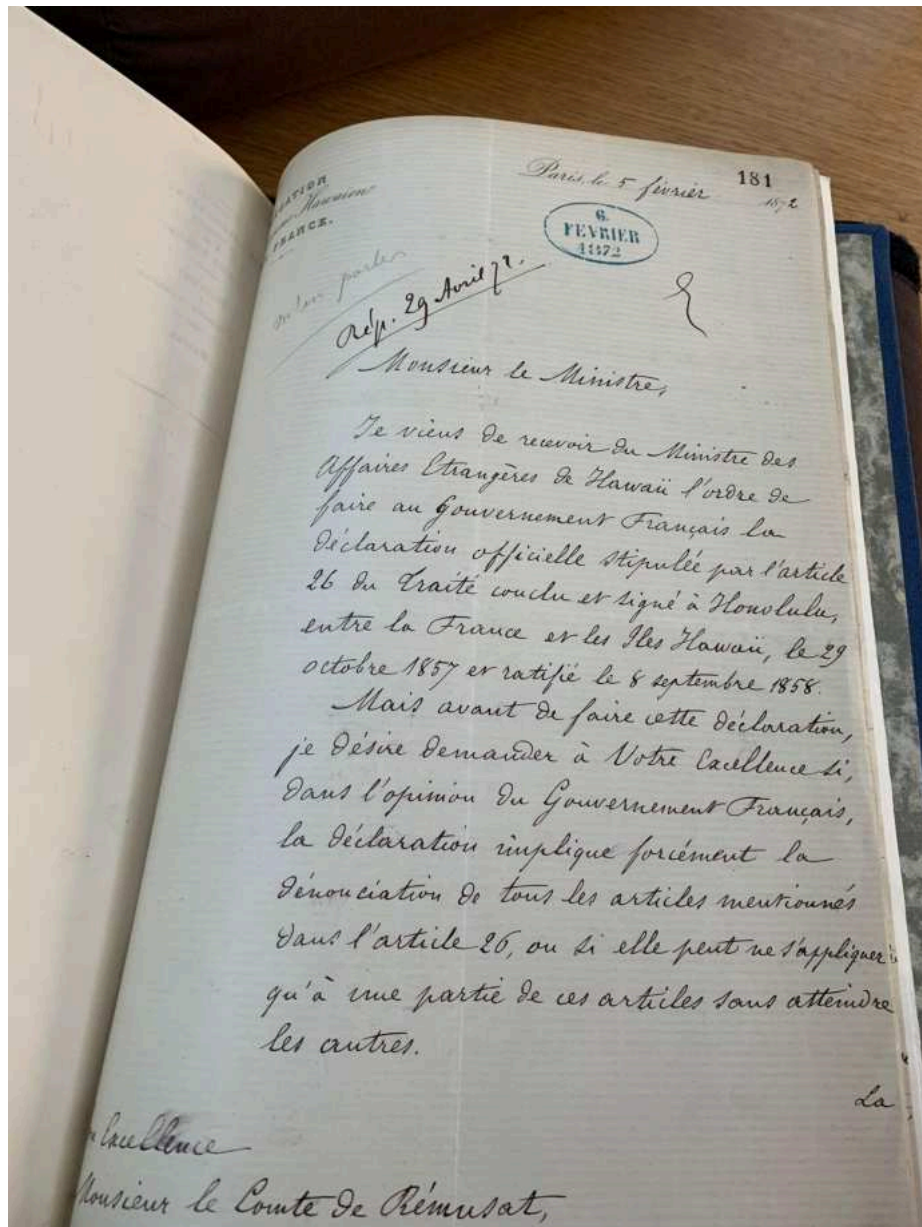 Paris, le 5 février 1872
181
6.
FEVRIER
1872
Hawaien
m'en parler
Rép. 29 Avril 72.
Monsieur le Ministre,
Je viens de recevoir du Ministre des
Affaires Etrangères de Hawaii l'ordre de
faire au Gouvernement Français la
déclaration officielle stipulée par l'article
26 du Traité conclu et signé à Honolulu,
entre la France et les Iles Hawaii, le 29
octobre 1857 et ratifié le 8 septembre 1858.
Mais avant de faire cette déclaration,
je désire demander à Votre Excellence si,
dans l'opinion du Gouvernement Français,
la déclaration implique forcément la
dénonciation de tous les articles mentionnés
dans l'article 26, ou si elle peut ne s'appliquer
qu'à une partie de ces articles sans atteindre
les autres.
La
Excellence
Monsieur le Comte de Rémusat,